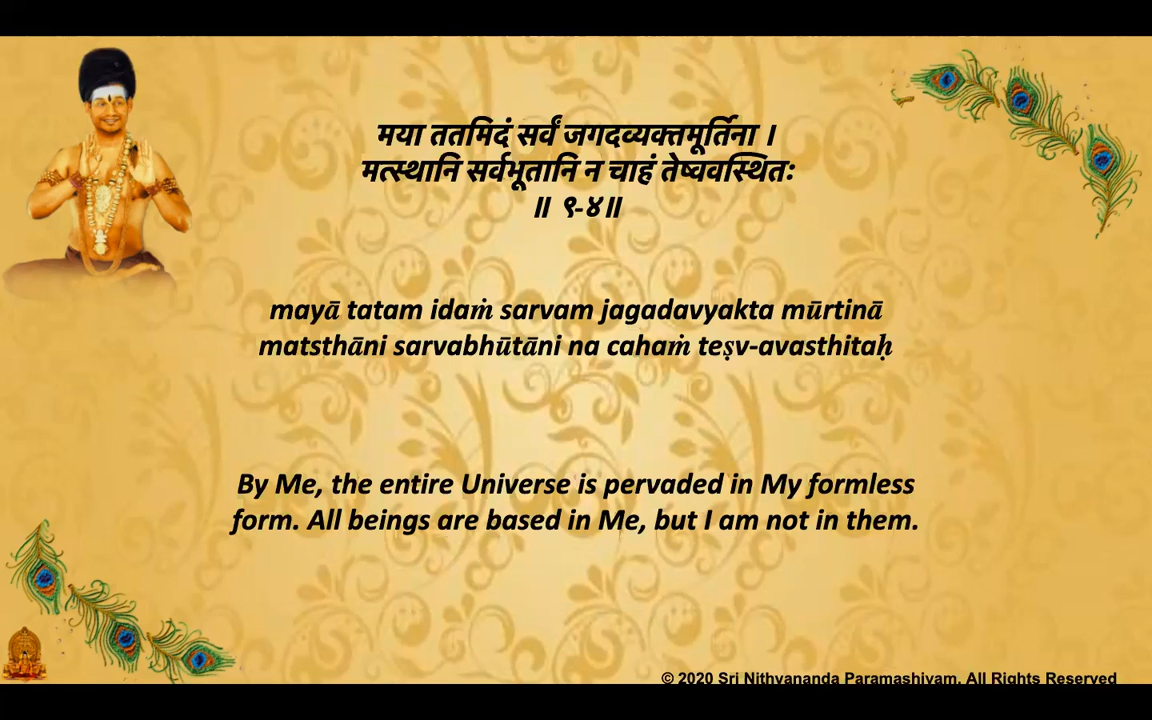 मया ततमिदं सर्वं जगदव्यक्तमूर्तिना ।
मत्स्थानि सर्वभूतानि न चाहं तेष्ववस्थितः
॥ ९-४॥
mayā tatam idaṁ sarvam jagadavyakta mūrtinā
matsthāni sarvabhūtāni na cahaṁ teṣv-avasthitaḥ
By Me, the entire Universe is pervaded in My formless
form. All beings are based in Me, but I am not in them.
© 2020 Sri Nithyananda Paramashivam. All Rights Reserved